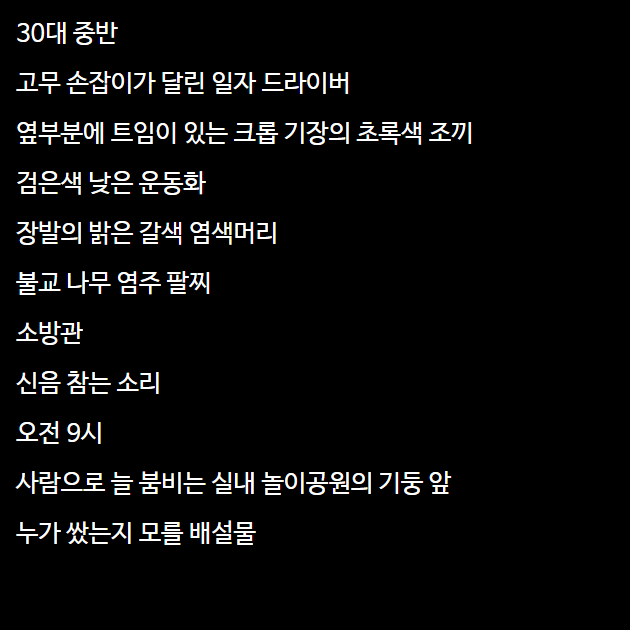 30대 중반
고무 손잡이가 달린 일자 드라이버
옆부분에 트임이 있는 크롭 기장의 초록색 조끼
검은색 낮은 운동화
장발의 밝은 갈색 염색머리
불교 나무 염주 팔찌
소방관
신음 참는 소리
오전 9시
사람으로 늘 붐비는 실내 놀이공원의 기둥 앞
누가 쌌는지 모를 배설물